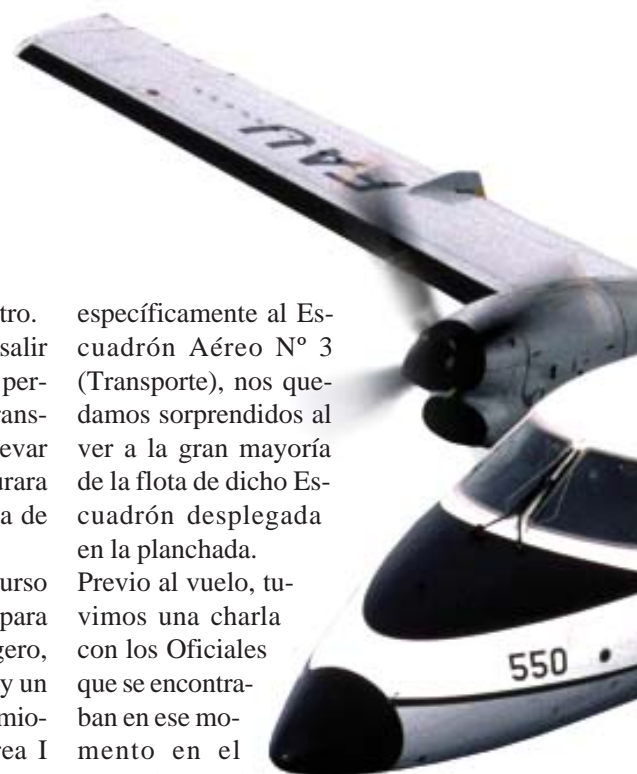 FAU
tro.
salir
per-
rans-
evar
urara
a de
urso
para
gero,
y un
mio-
rea I
específicamente al Es-
cuadrón Aéreo Nº 3
(Transporte), nos que-
damos sorprendidos al
ver a la gran mayoría
de la flota de dicho Es-
cuadrón desplegada
en la planchada.
Previo al vuelo, tu-
vimos una charla
con los Oficiales
que se encontra-
ban en ese mo-
mento en el
550